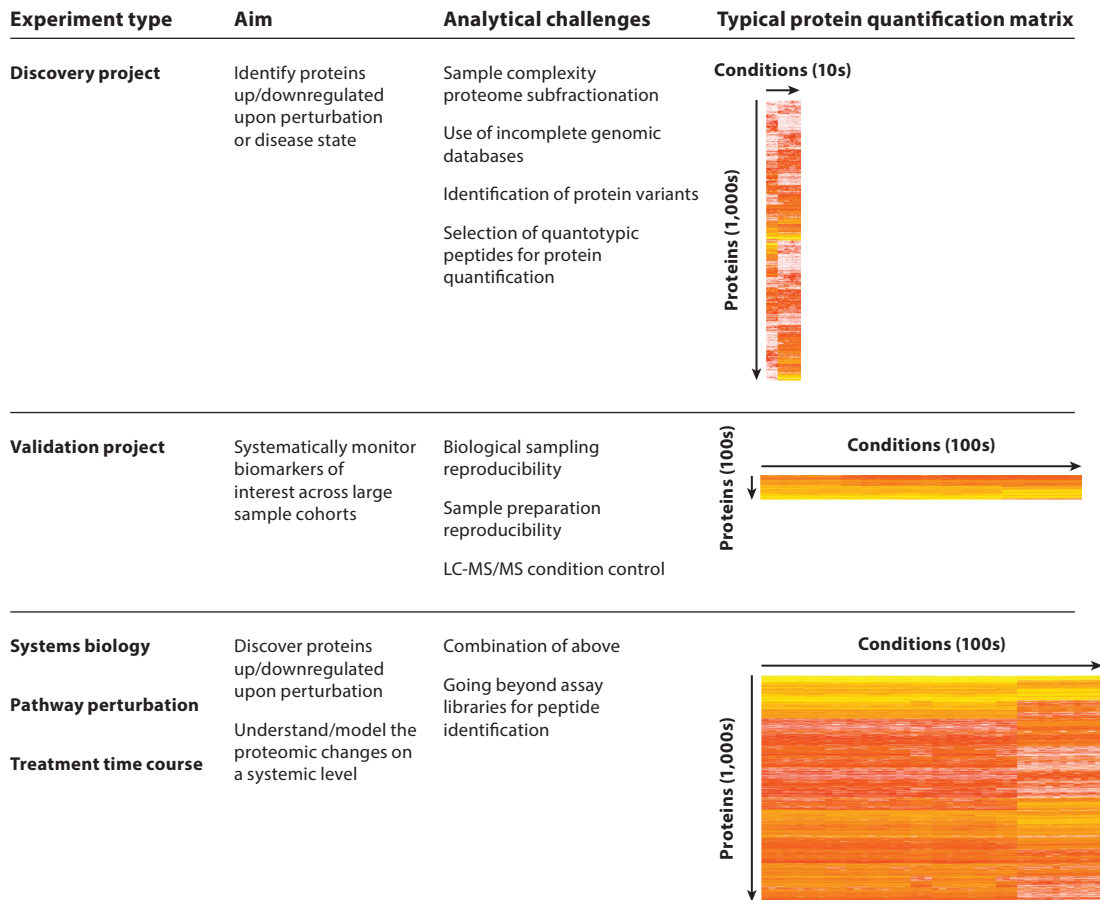 Experiment type
Aim
Analytical challenges
Typical protein quantification matrix
Discovery project
Identify proteins
up/downregulated
upon perturbation
or disease state
Sample complexity
proteome subfractionation
Use of incomplete genomic
databases
Identification of protein variants
Selection of quantotypic
peptides for protein
quantification
Conditions (10s)
Proteins (1,000s)
Validation project
Systematically monitor
biomarkers of
interest across large
sample cohorts
Biological sampling
reproducibility
Sample preparation
reproducibility
LC-MS/MS condition control
Conditions (100s)
Proteins (100s)
Systems biology
Pathway perturbation
Treatment time course
Discover proteins
up/downregulated
upon perturbation
Understand/model the
proteomic changes on
a systemic level
Combination of above
Going beyond assay
libraries for peptide
identification
Conditions (100s)
Proteins (1,000s)